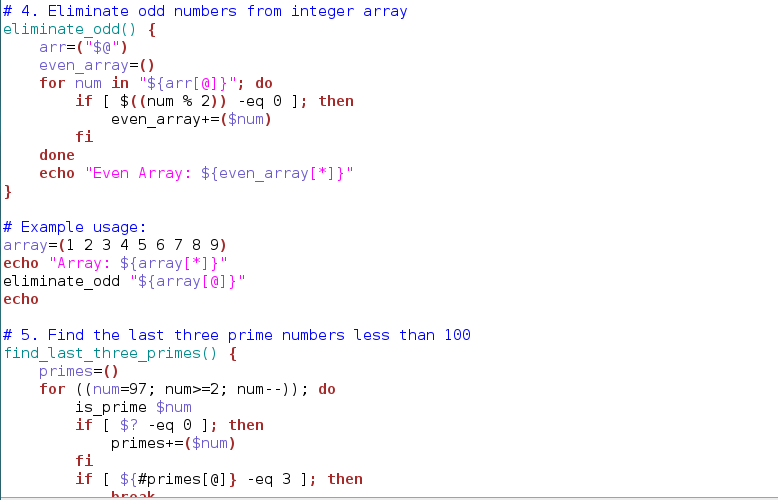 # 4. Eliminate odd numbers from integer array
eliminate_odd() {
    arr=("$@")
    even_array=()
    for num in "${arr[@]}"; do
        if [ $((num % 2)) -eq 0 ]; then
            even_array+=($num)
        fi
    done
    echo "Even Array: ${even_array[*]}"
}

# Example usage:
array=(1 2 3 4 5 6 7 8 9)
echo "Array: ${array[*]}"
eliminate_odd "${array[@]}"
echo

# 5. Find the last three prime numbers less than 100
find_last_three_primes() {
    primes=()
    for ((num=97; num>=2; num--)); do
        is_prime $num
        if [ $? -eq 0 ]; then
            primes+=($num)
        fi
        if [ ${#primes[@]} -eq 3 ]; then
            break